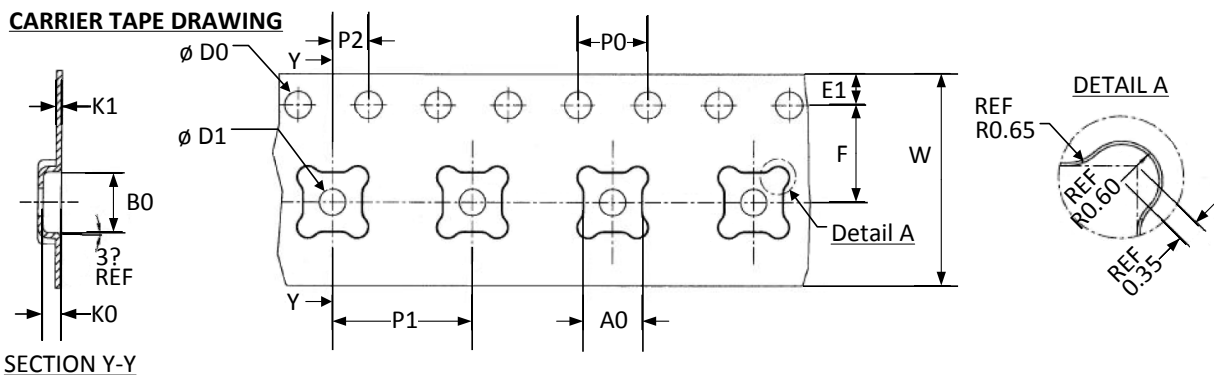 CARRIER TAPE DRAWING
ø D0
Y
P2
P0
E1
DETAIL A
K1
REF
R0.65
ø D1
F
W
B0
REF
R0.60
3?
REF
Detail A
REF
0.35
K0
Y
P1
A0
SECTION Y-Y